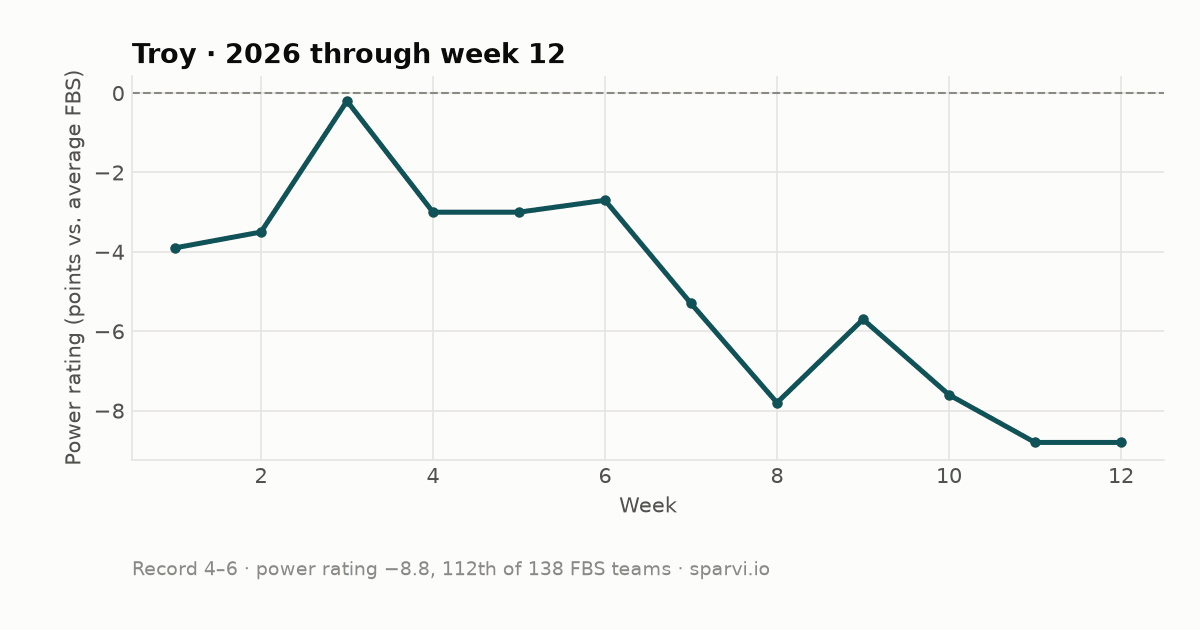 Troy · 2026 through week 12
Power rating (points vs. average FBS)
0
−2
−4
−6
−8
2 4 6 8 10 12
Week
Record 4–6 · power rating −8.8, 112th of 138 FBS teams · sparvi.io